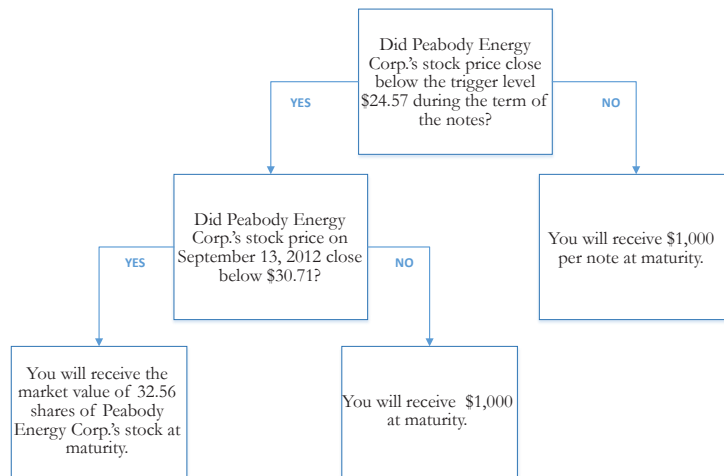 Did Peabody Energy
Corp.'s stock price close
below the trigger level
$24.57 during the term of
the notes?
YES
NO
Did Peabody Energy
Corp.'s stock price on
September 13, 2012 close
below $30.71?
You will receive $1,000
per note at maturity.
YES
NO
You will receive the
market value of 32.56
shares of Peabody
Energy Corp.'s stock at
maturity.
You will receive $1,000
at maturity.